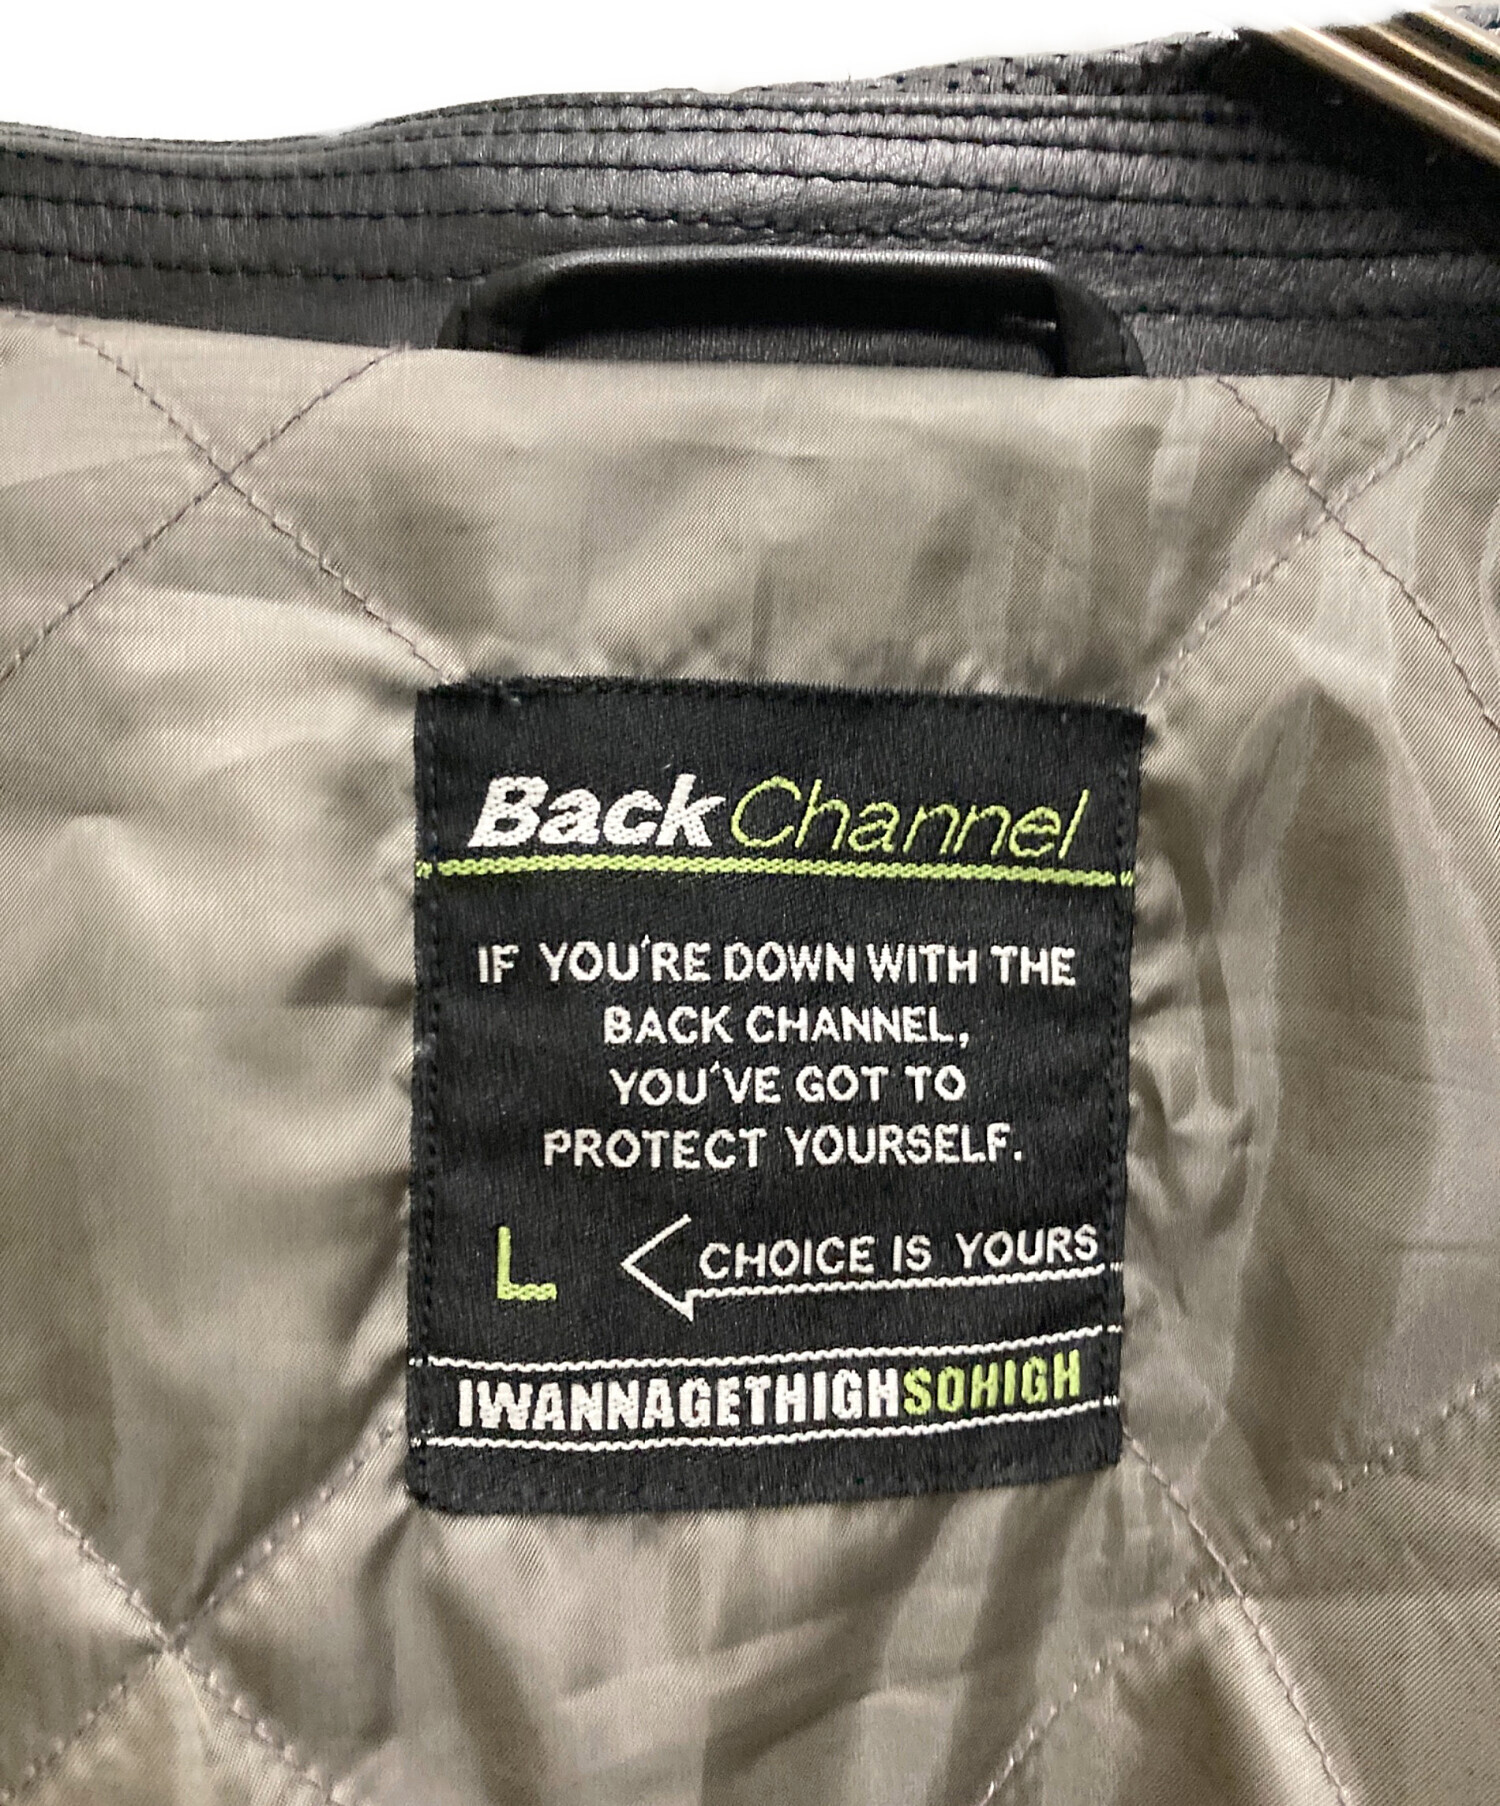 Back Channel
IF YOU'RE DOWN WITH THE
BACK CHANNEL,
YOU'VE GOT TO
PROTECT YOURSELF.
L CHOICE IS YOURS
IWANNAGETHIGHSOHIGH